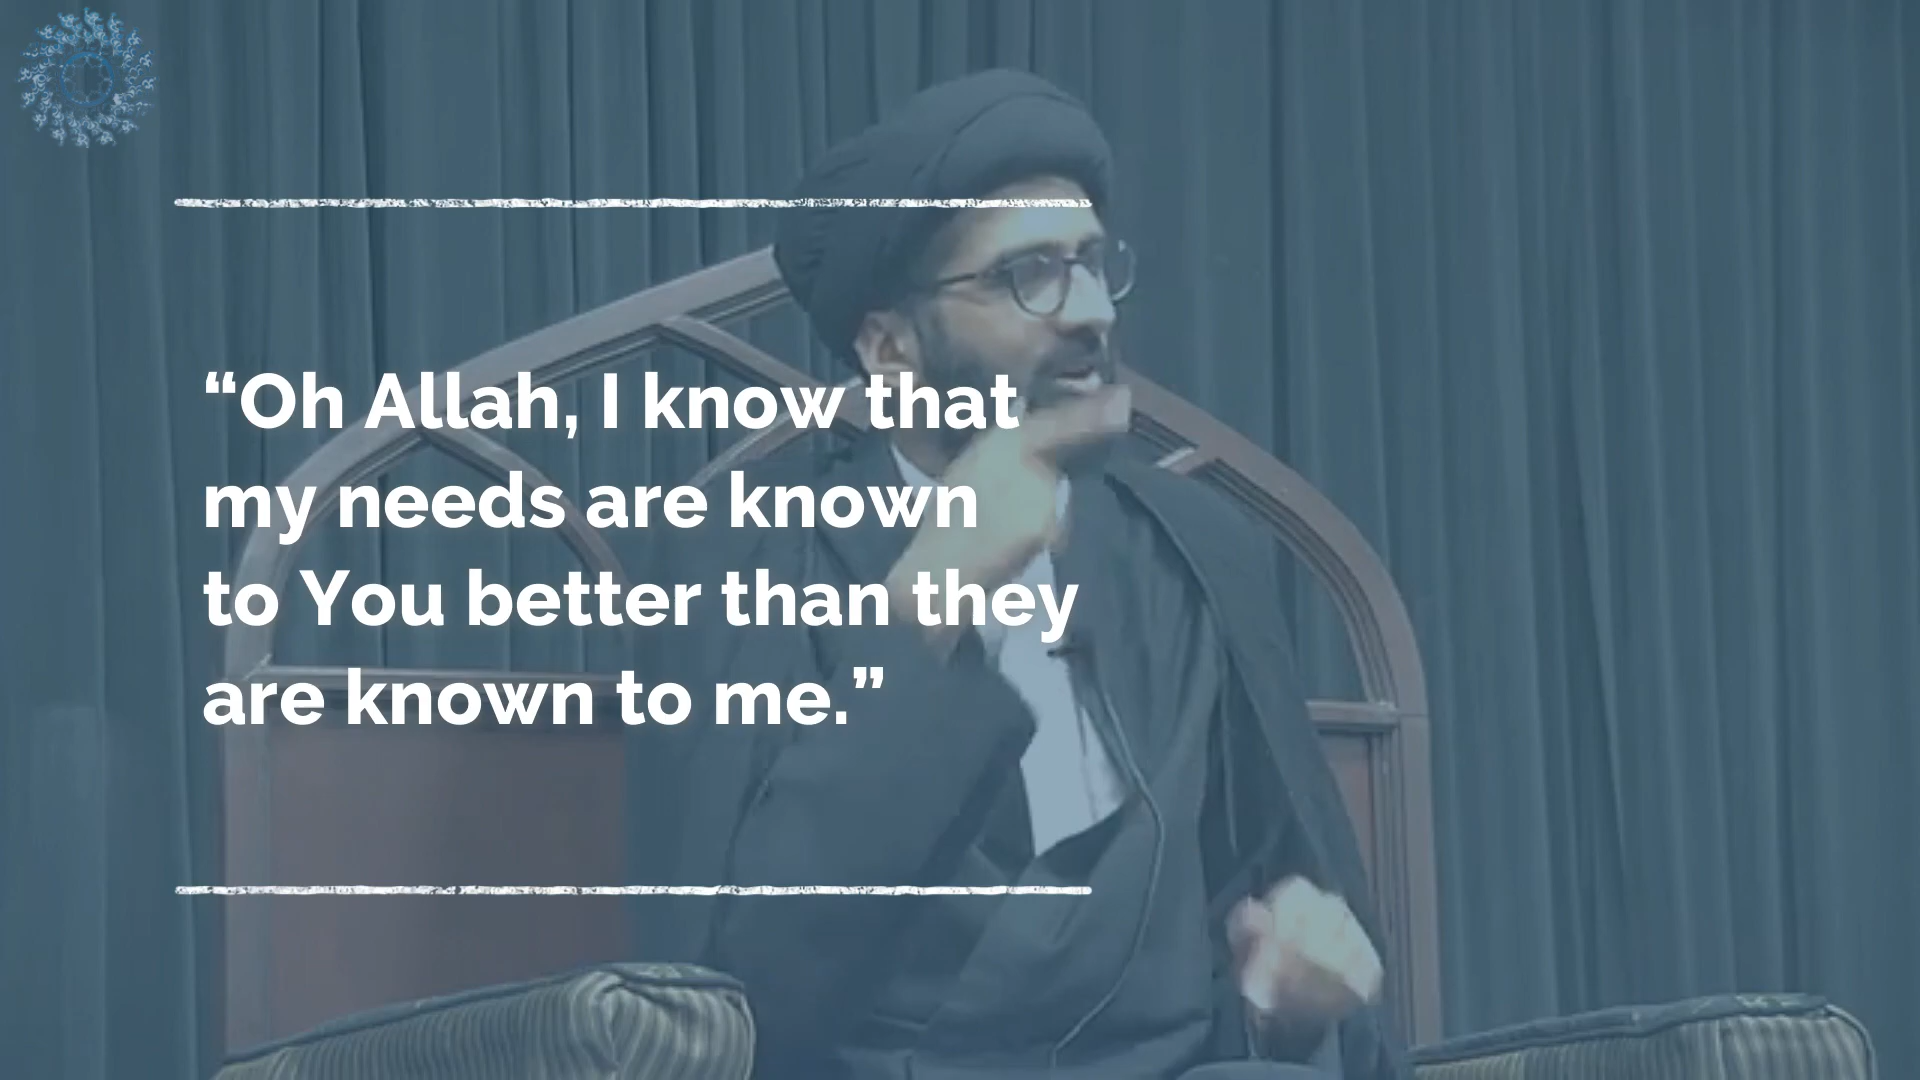 “Oh Allah, I know that
my needs are known
to You better than they
are known to me.”